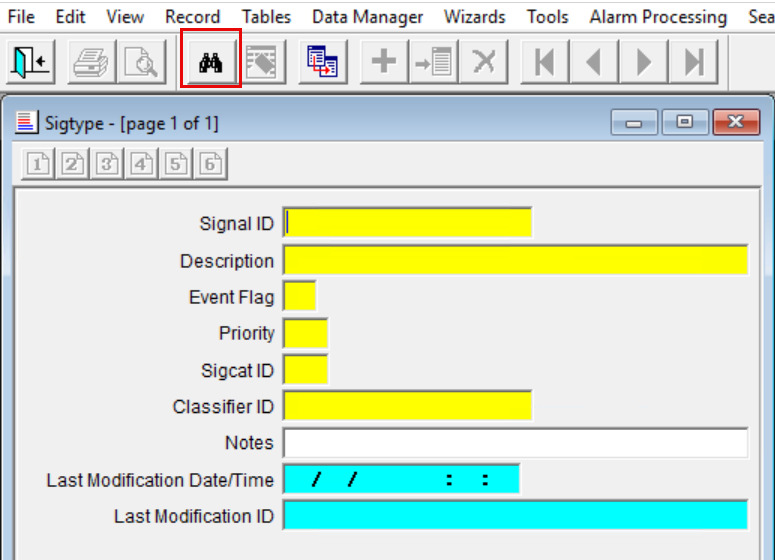 File Edit View Record Tables Data Manager Wizards Tools Alarm Processing Sea
Sigtype - [page 1 of 1]
1 2 3 4 5 6
Signal ID
Description
Event Flag
Priority
Sigcat ID
Classifier ID
Notes
Last Modification Date/Time / / : :
Last Modification ID